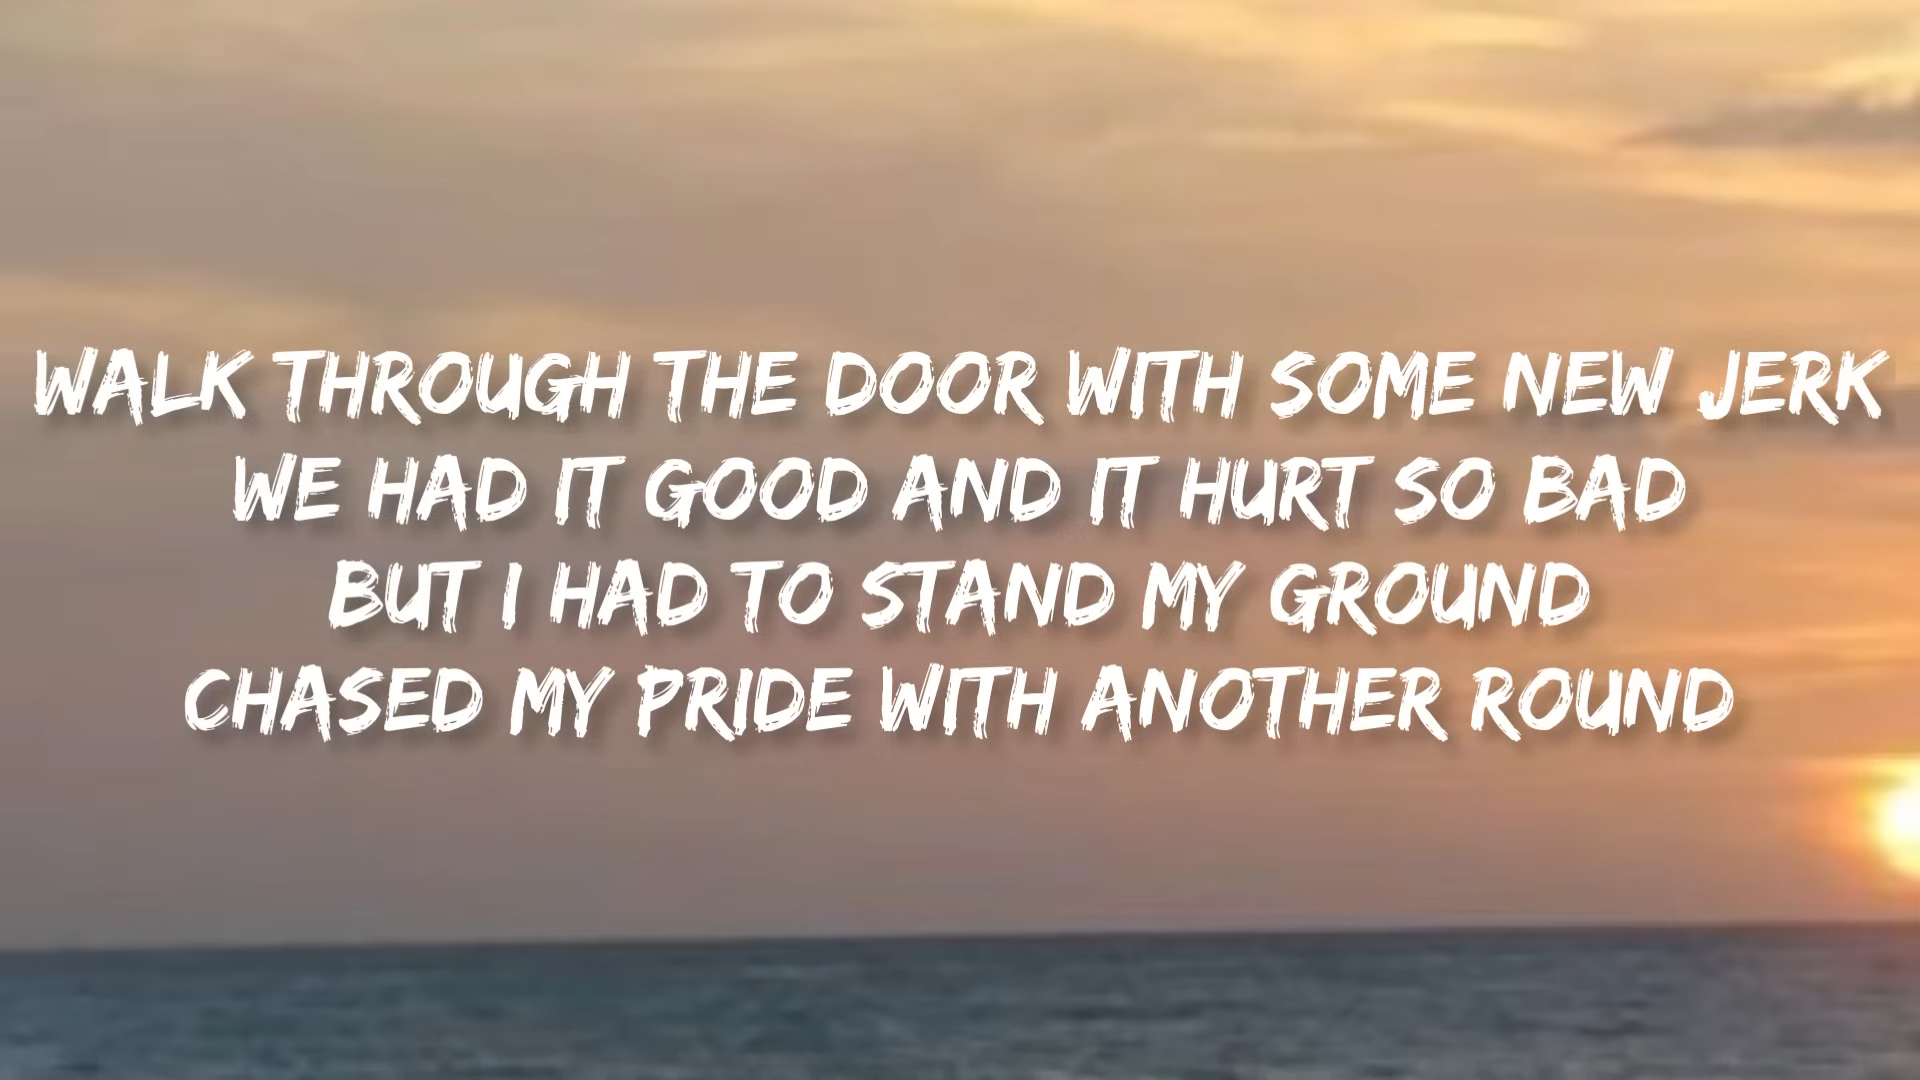 WALK THROUGH THE DOOR WITH SOME NEW JERK
WE HAD IT GOOD AND IT HURT SO BAD
BUT I HAD TO STAND MY GROUND
CHASED MY PRIDE WITH ANOTHER ROUND